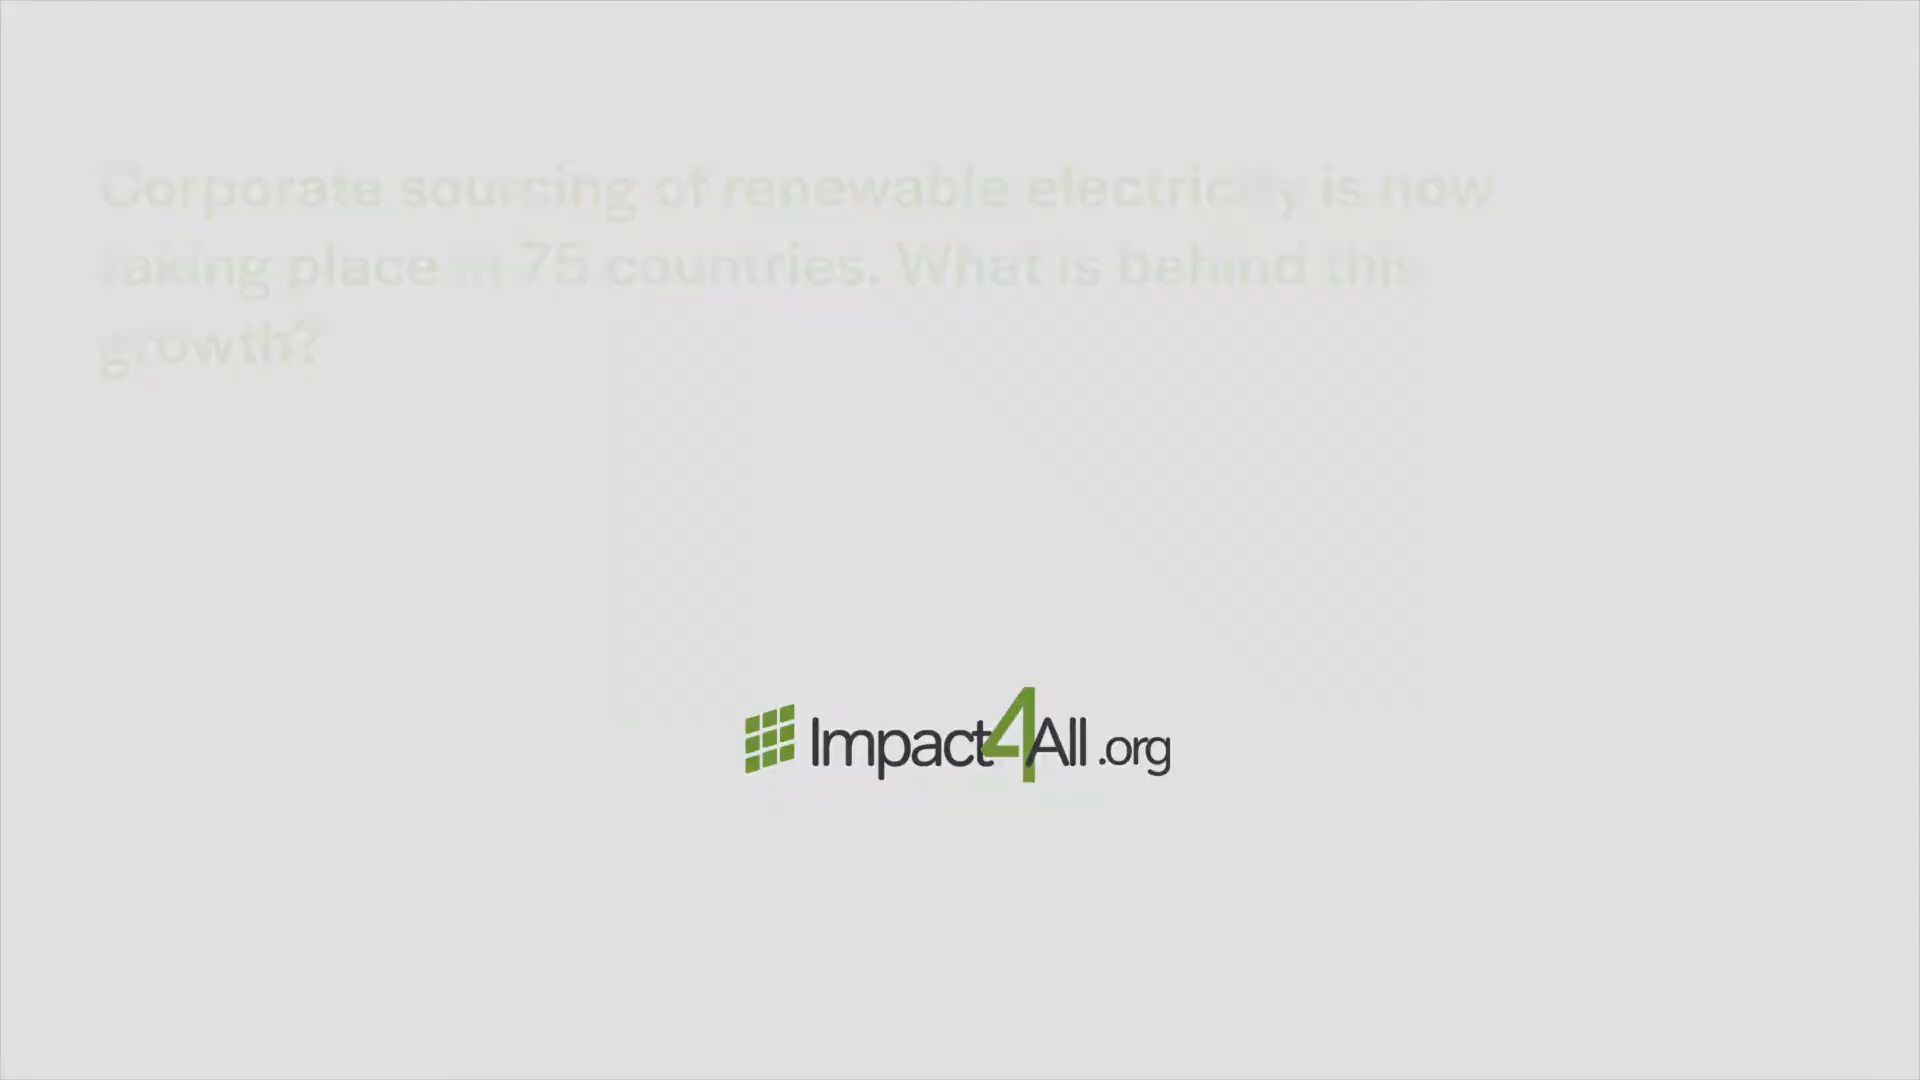 Corporate sourcing of renewable electricity is now
taking place in 75 countries. What is behind this
growth?
Impact4All.org